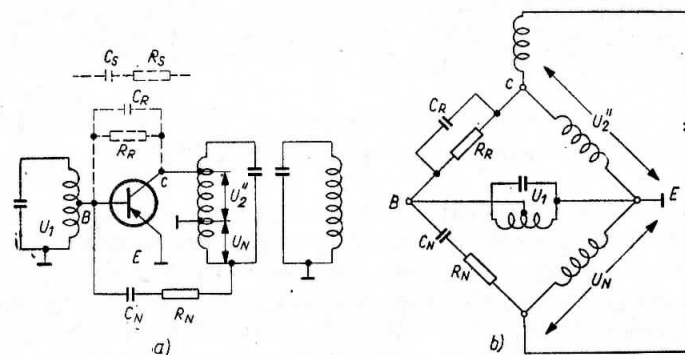 C_S R_S
C_R
R_R
C
U_1 B
U_2''
U_N
E
C_N R_N
a)
C
C_R
R_R
U_2''
B
U_1
E
C_N
R_N
U_N
b)